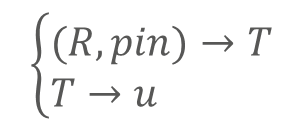 (R, pin) → T
T → u